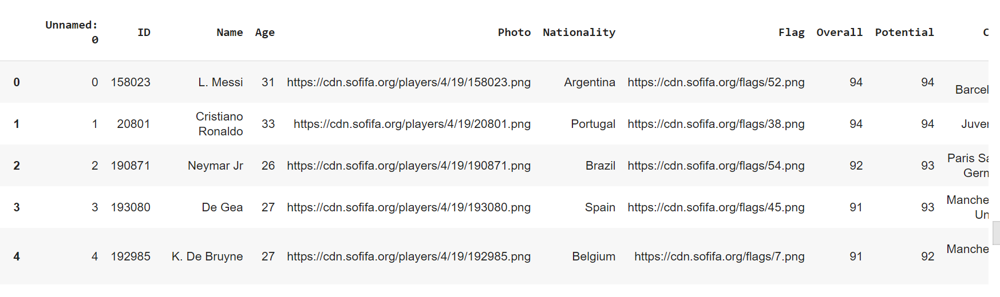 Unnamed: 0 ID Name Age Photo Nationality Flag Overall Potential C
0 0 158023 L. Messi 31 https://cdn.sofifa.org/players/4/19/158023.png Argentina https://cdn.sofifa.org/flags/52.png 94 94 Barcel
1 1 20801 Cristiano Ronaldo 33 https://cdn.sofifa.org/players/4/19/20801.png Portugal https://cdn.sofifa.org/flags/38.png 94 94 Juver
2 2 190871 Neymar Jr 26 https://cdn.sofifa.org/players/4/19/190871.png Brazil https://cdn.sofifa.org/flags/54.png 92 93 Paris Sa Germ
3 3 193080 De Gea 27 https://cdn.sofifa.org/players/4/19/193080.png Spain https://cdn.sofifa.org/flags/45.png 91 93 Manche Un
4 4 192985 K. De Bruyne 27 https://cdn.sofifa.org/players/4/19/192985.png Belgium https://cdn.sofifa.org/flags/7.png 91 92 Manche